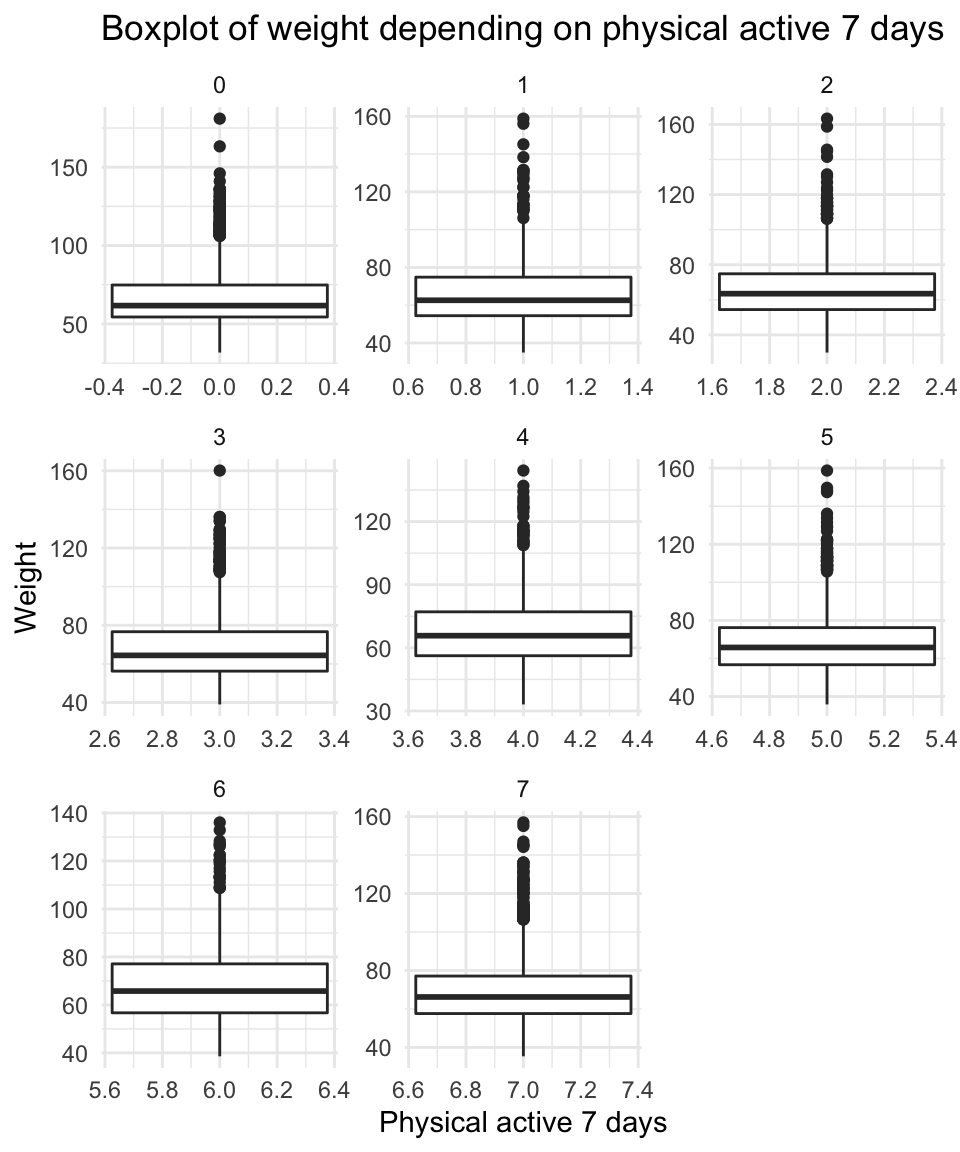 Boxplot of weight depending on physical active 7 days
0 1 2
150
100
50
160
120
80
40
160
120
80
40
-0.4 -0.2 0.0 0.2 0.4
0.6 0.8 1.0 1.2 1.4
1.6 1.8 2.0 2.2 2.4
3 4 5
160
120
80
40
120
90
60
30
160
120
80
40
2.6 2.8 3.0 3.2 3.4
3.6 3.8 4.0 4.2 4.4
4.6 4.8 5.0 5.2 5.4
Weight
6 7
140
120
100
80
60
40
160
120
80
40
5.6 5.8 6.0 6.2 6.4
6.6 6.8 7.0 7.2 7.4
Physical active 7 days